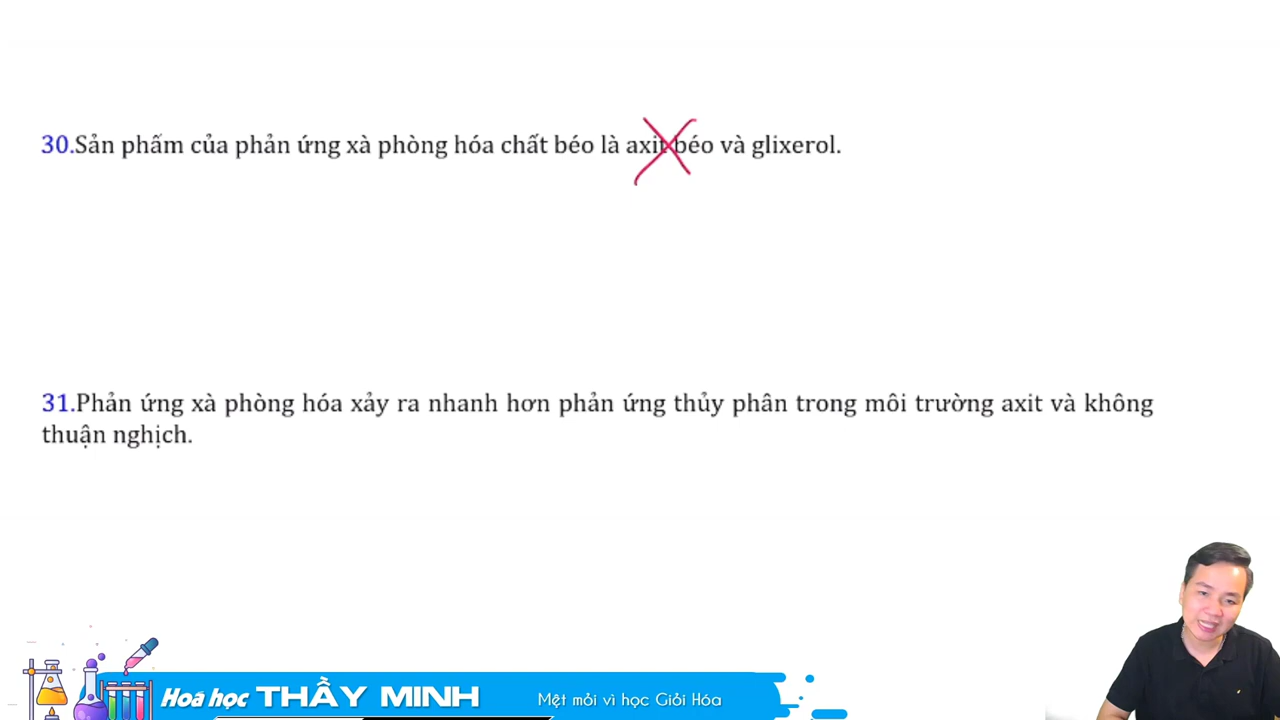 30.Sản phẩm của phản ứng xà phòng hóa chất béo là axit béo và glixerol.
31.Phản ứng xà phòng hóa xảy ra nhanh hơn phản ứng thủy phân trong môi trường axit và không
thuận nghịch.
Hoá học THẦY MINH
Mệt mỏi vì học Giỏi Hóa